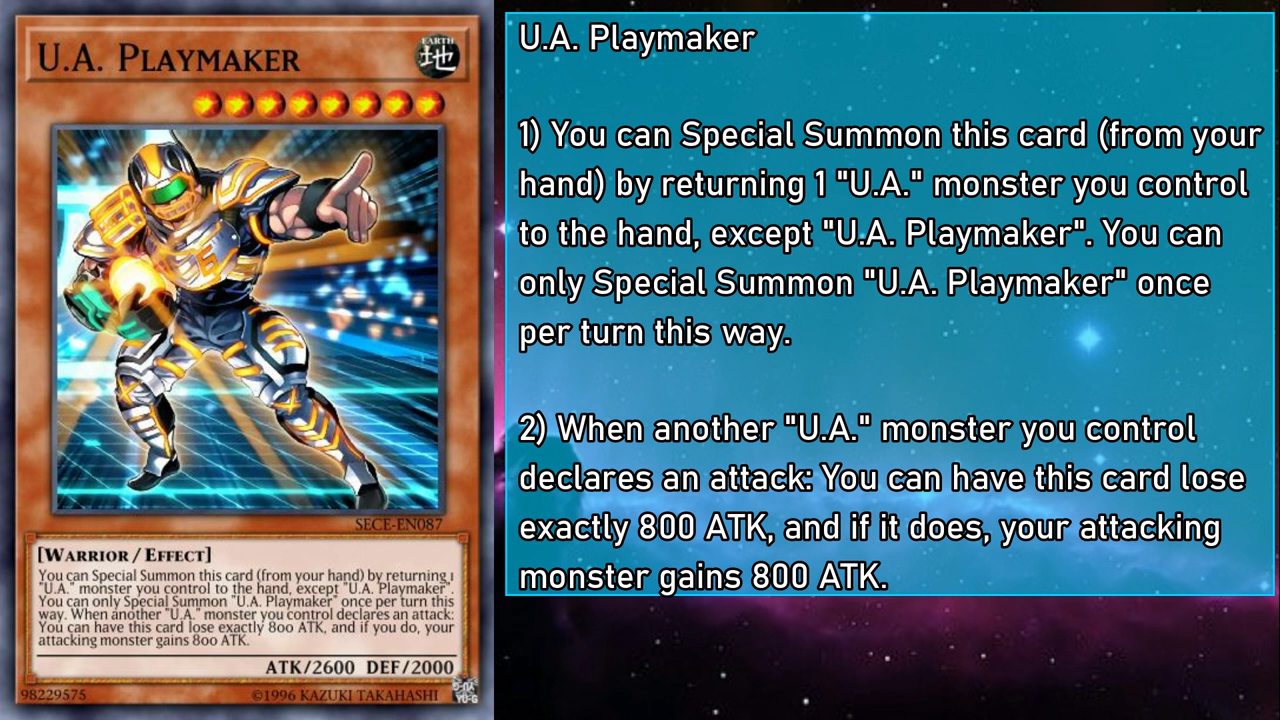 U.A. PLAYMAKER
EARTH
地
SECE-EN087
[WARRIOR / EFFECT]
You can Special Summon this card (from your hand) by returning 1
"U.A." monster you control to the hand, except "U.A. Playmaker".
You can only Special Summon "U.A. Playmaker" once per turn this
way. When another "U.A." monster you control declares an attack:
You can have this card lose exactly 800 ATK, and if you do, your
attacking monster gains 800 ATK.
ATK/2600 DEF/2000
98229575
©1996 KAZUKI TAKAHASHI
U.A. Playmaker
1) You can Special Summon this card (from your
hand) by returning 1 "U.A." monster you control
to the hand, except "U.A. Playmaker". You can
only Special Summon "U.A. Playmaker" once
per turn this way.
2) When another "U.A." monster you control
declares an attack: You can have this card lose
exactly 800 ATK, and if it does, your attacking
monster gains 800 ATK.